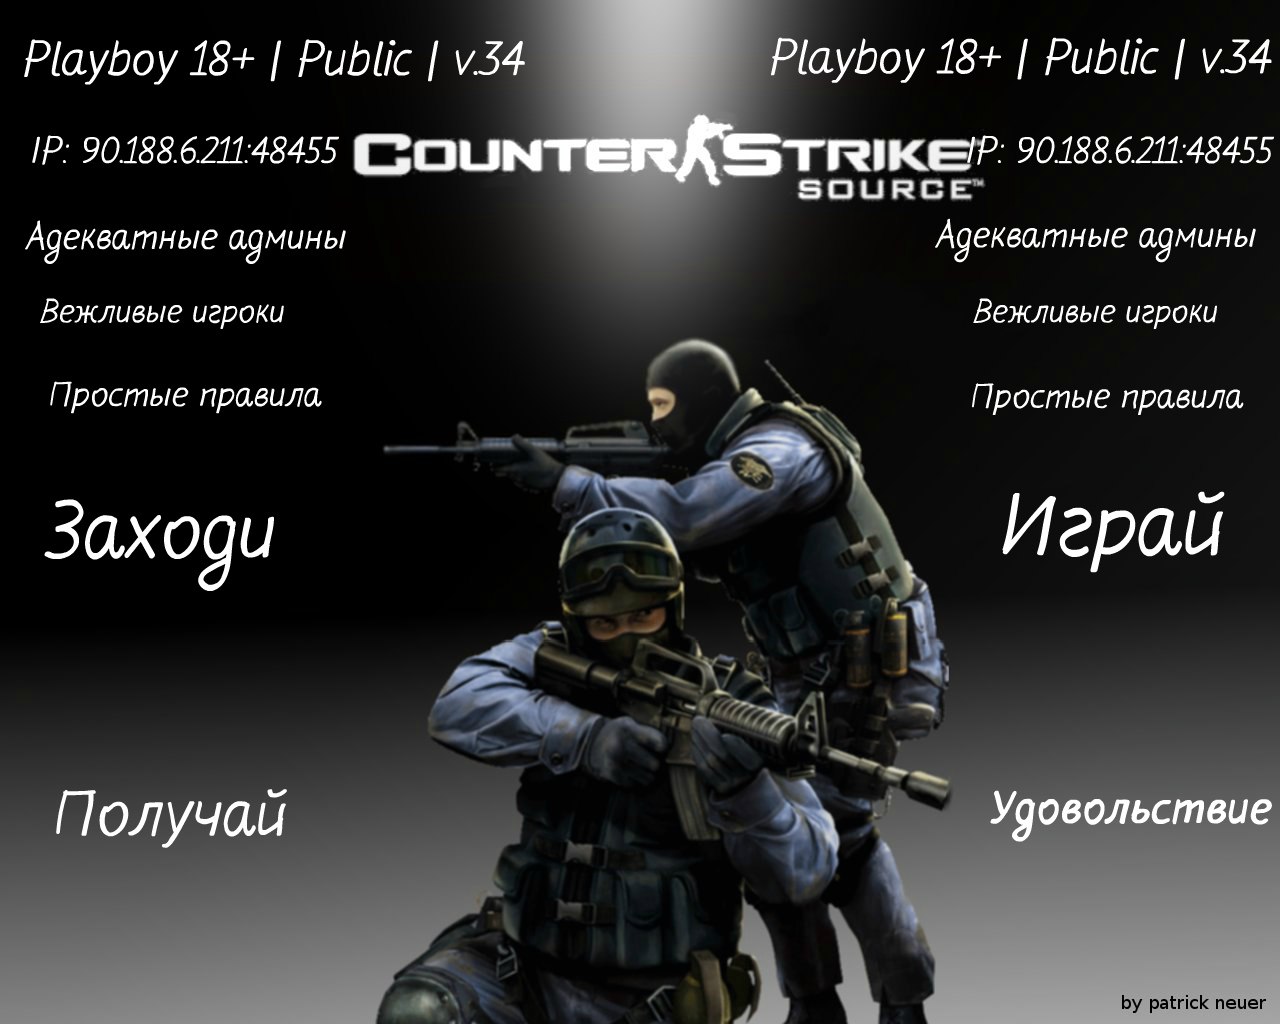 Playboy 18+ | Public | v.34
Playboy 18+ | Public | v.34
IP: 90.188.6.211:48455
COUNTER STRIKE
SOURCE™
IP: 90.188.6.211:48455
Адекватные админы
Адекватные админы
Вежливые игроки
Вежливые игроки
Простые правила
Простые правила
Заходи
Играй
Получай
Удовольствие
by patrick neuer